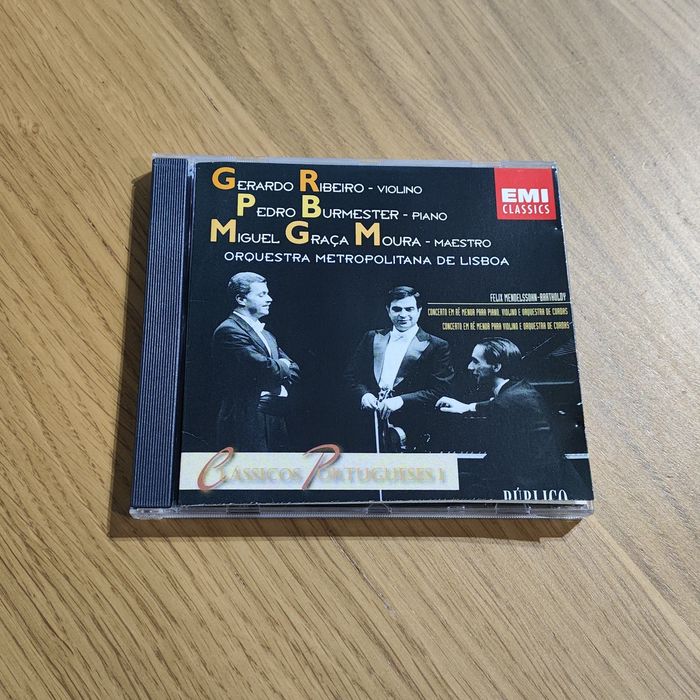 GERARDO RIBEIRO - VIOLINO
PEDRO BURMESTER - PIANO
MIGUEL GRAÇA MOURA - MAESTRO
ORQUESTRA METROPOLITANA DE LISBOA
EMI
CLASSICS
FELIX MENDELSSOHN-BARTHOLDY
CONCERTO EM RÉ MENOR PARA PIANO, VIOLINO E ORQUESTRA DE CORDAS
CONCERTO EM RÉ MENOR PARA VIOLINO E ORQUESTRA DE CORDAS
CLÁSSICOS PORTUGUESES I
PÚBLICO